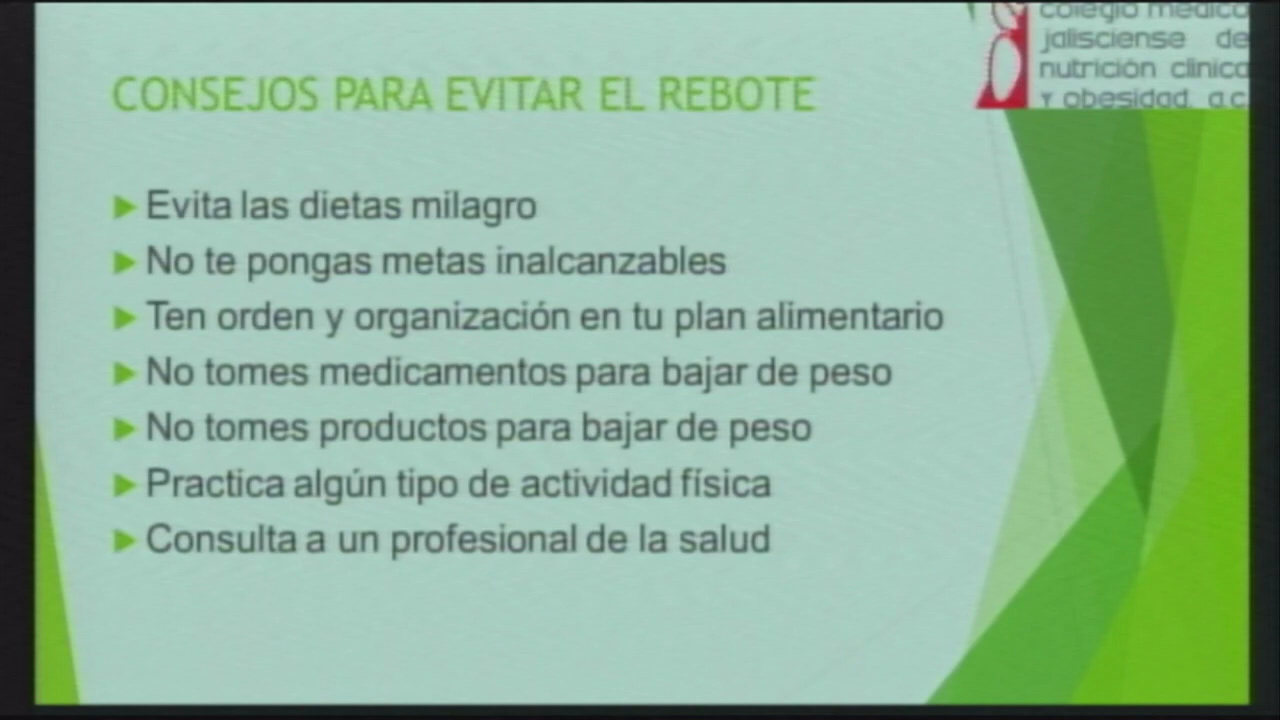 colegio médico
jalisciense de
nutrición clínica
y obesidad, a.c.
CONSEJOS PARA EVITAR EL REBOTE
Evita las dietas milagro
No te pongas metas inalcanzables
Ten orden y organización en tu plan alimentario
No tomes medicamentos para bajar de peso
No tomes productos para bajar de peso
Practica algún tipo de actividad física
Consulta a un profesional de la salud